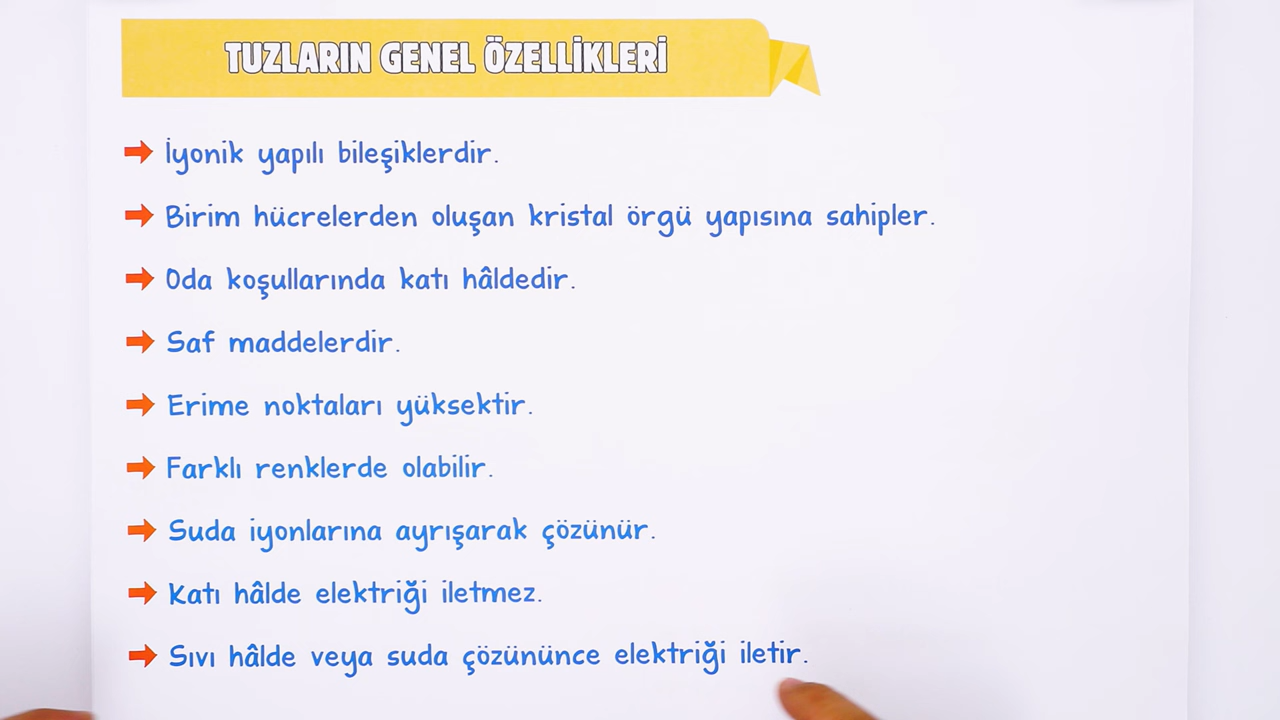 TUZLARIN GENEL ÖZELLİKLERİ
İyonik yapılı bileşiklerdir.
Birim hücrelerden oluşan kristal örgü yapısına sahipler.
Oda koşullarında katı hâldedir.
Saf maddelerdir.
Erime noktaları yüksektir.
Farklı renklerde olabilir.
Suda iyonlarına ayrışarak çözünür.
Katı hâlde elektriği iletmez.
Sıvı hâlde veya suda çözününce elektriği iletir.